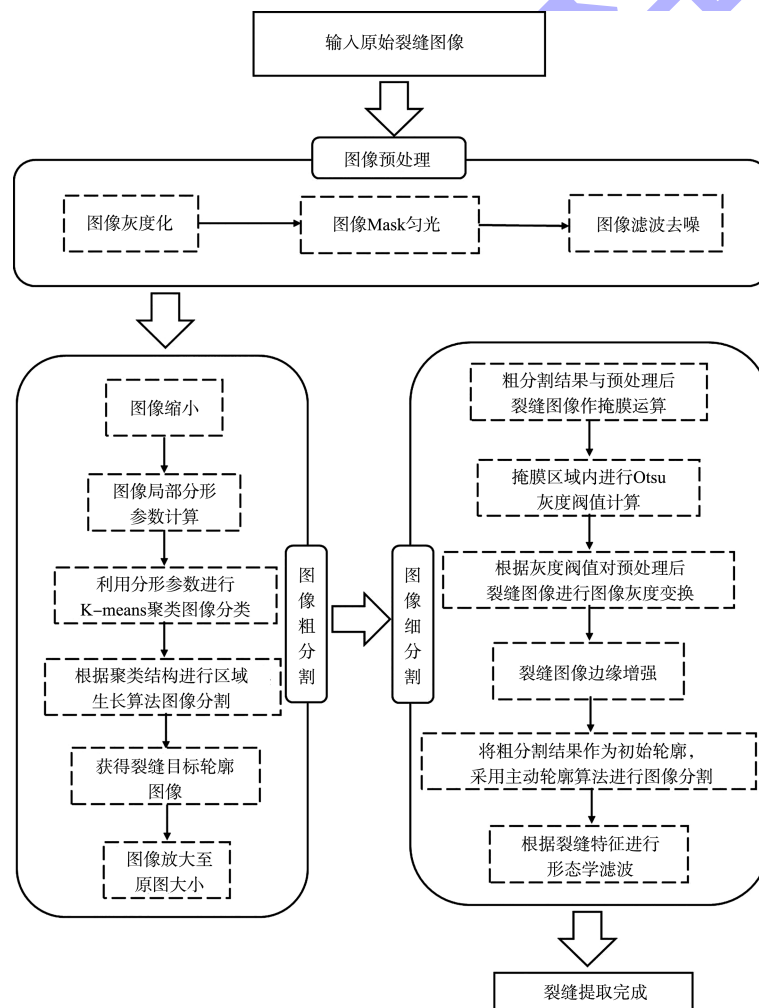 输入原始裂缝图像
图像预处理
图像灰度化
图像Mask匀光
图像滤波去噪
图像缩小
图像局部分形
参数计算
利用分形参数进行
K-means聚类图像分类
根据聚类结构进行区域
生长算法图像分割
获得裂缝目标轮廓
图像
图像放大至
原图大小
图
像
粗
分
割
图
像
细
分
割
粗分割结果与预处理后
裂缝图像作掩膜运算
掩膜区域内进行Otsu
灰度阀值计算
根据灰度阀值对预处理后
裂缝图像进行图像灰度变换
裂缝图像边缘增强
将粗分割结果作为初始轮廓,
采用主动轮廓算法进行图像分割
根据裂缝特征进行
形态学滤波
裂缝提取完成